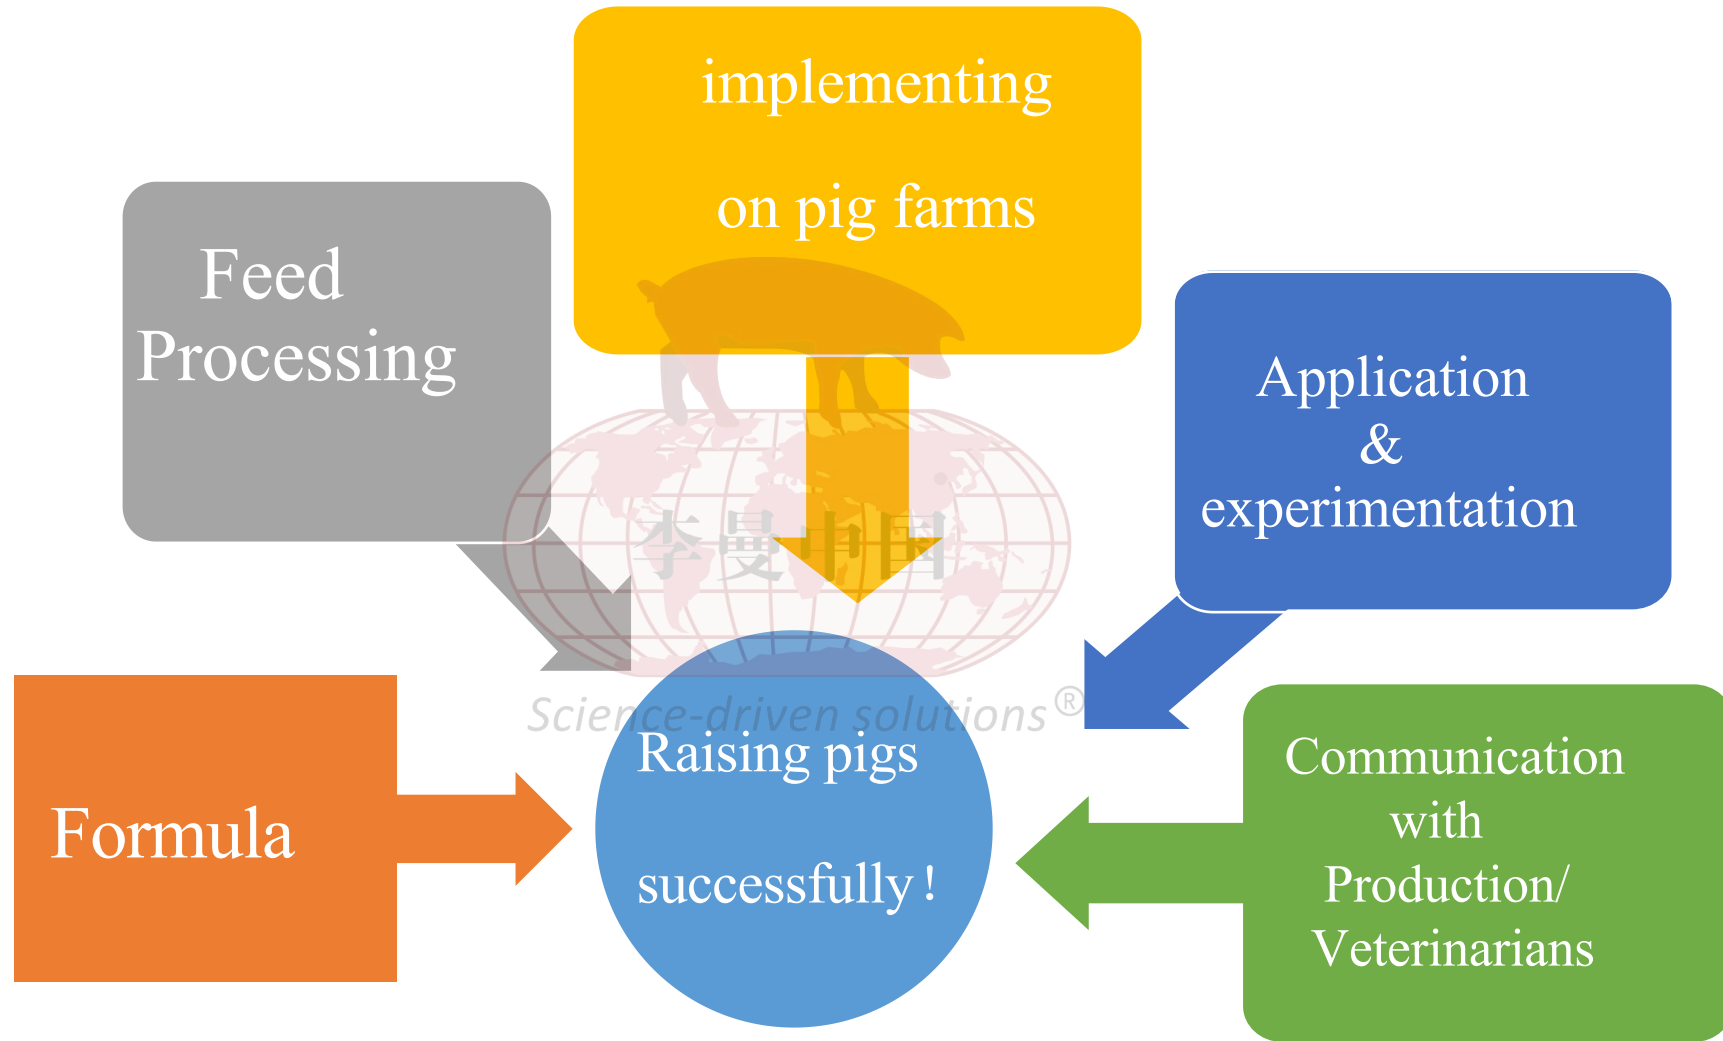 implementing
on pig farms
Feed
Processing
Application
&
experimentation
李曼中国
Science-driven solutions®
Raising pigs
successfully!
Formula
Communication
with
Production/
Veterinarians